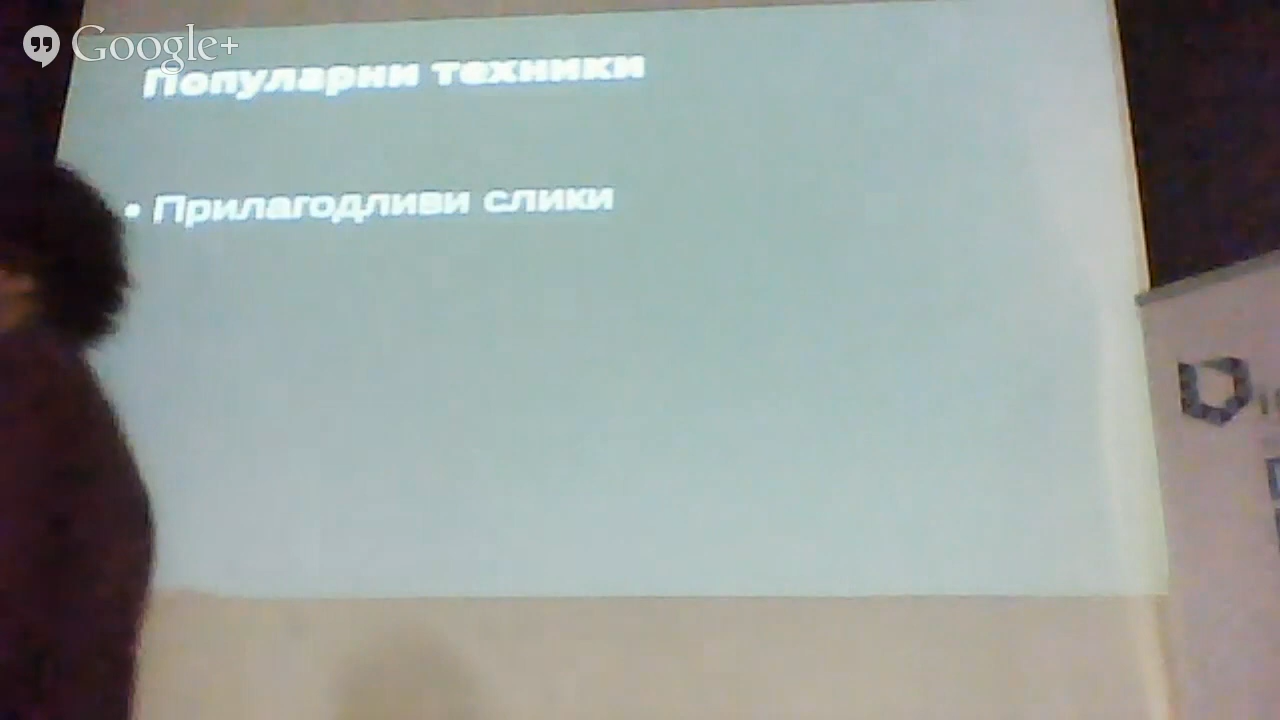 Google+
Популарни техники
• Прилагодливи слики